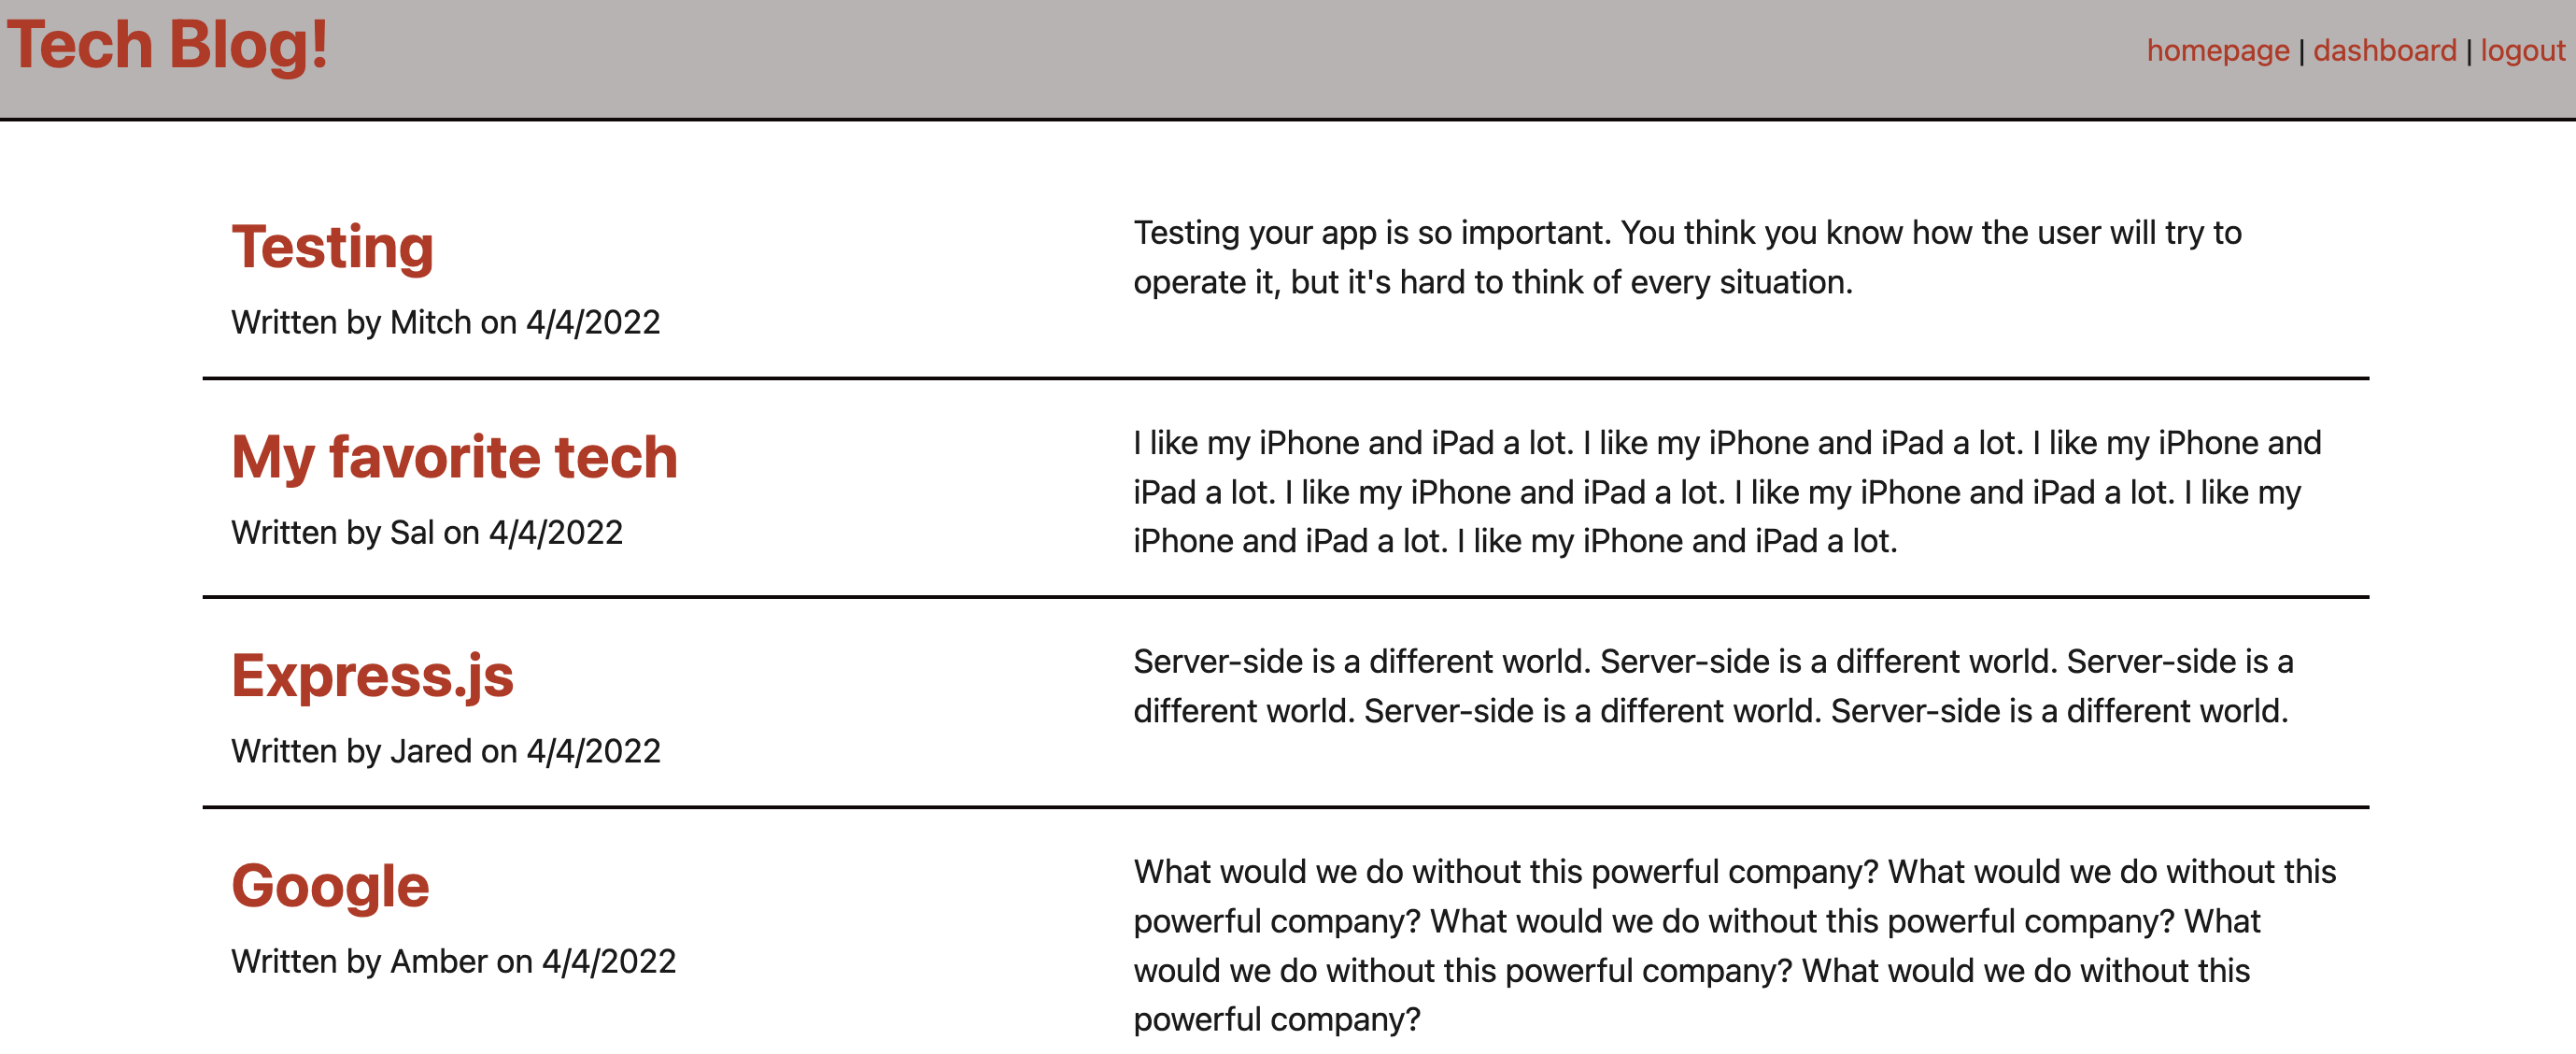 Tech Blog!
homepage | dashboard | logout
Testing
Written by Mitch on 4/4/2022
Testing your app is so important. You think you know how the user will try to
operate it, but it's hard to think of every situation.
My favorite tech
Written by Sal on 4/4/2022
I like my iPhone and iPad a lot. I like my iPhone and iPad a lot. I like my iPhone and
iPad a lot. I like my iPhone and iPad a lot. I like my iPhone and iPad a lot. I like my
iPhone and iPad a lot. I like my iPhone and iPad a lot.
Express.js
Written by Jared on 4/4/2022
Server-side is a different world. Server-side is a different world. Server-side is a
different world. Server-side is a different world. Server-side is a different world.
Google
Written by Amber on 4/4/2022
What would we do without this powerful company? What would we do without this
powerful company? What would we do without this powerful company? What
would we do without this powerful company? What would we do without this
powerful company?